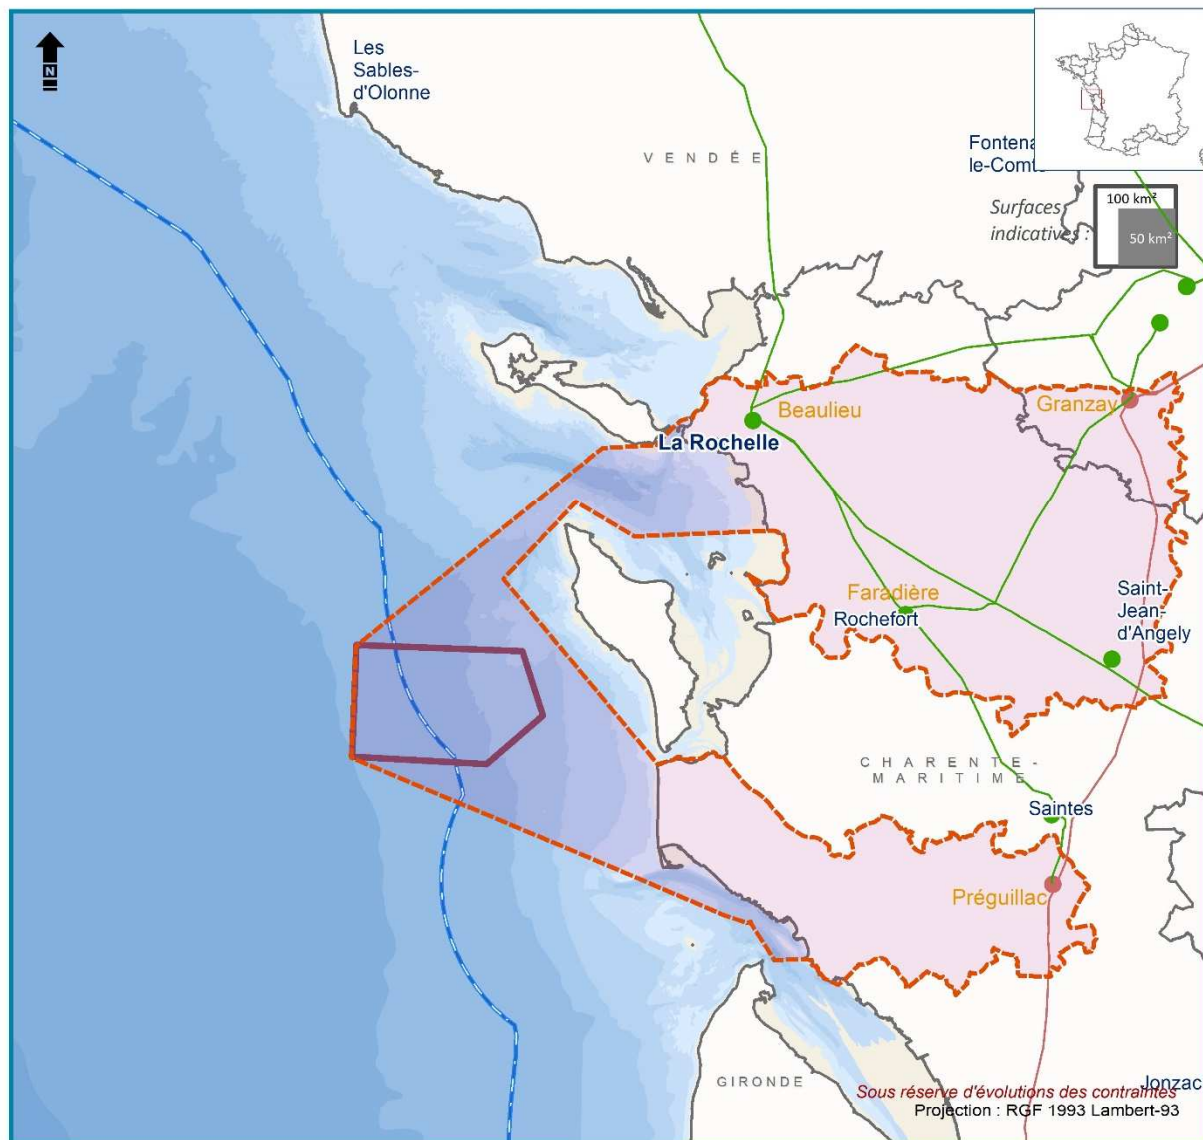 N
Les
Sables-
d'Olonne
VENDÉE
Fontena
le-Comte
Surfaces
indicatives :
100 km²
50 km²
Beaulieu
Granzay
La Rochelle
Faradière
Rochefort
Saint-
Jean-
d'Angely
CHARENTE-
MARITIME
Saintes
Préguillac
GIRONDE
Jonzac
Sous réserve d'évolutions des contraintes
Projection : RGF 1993 Lambert-93